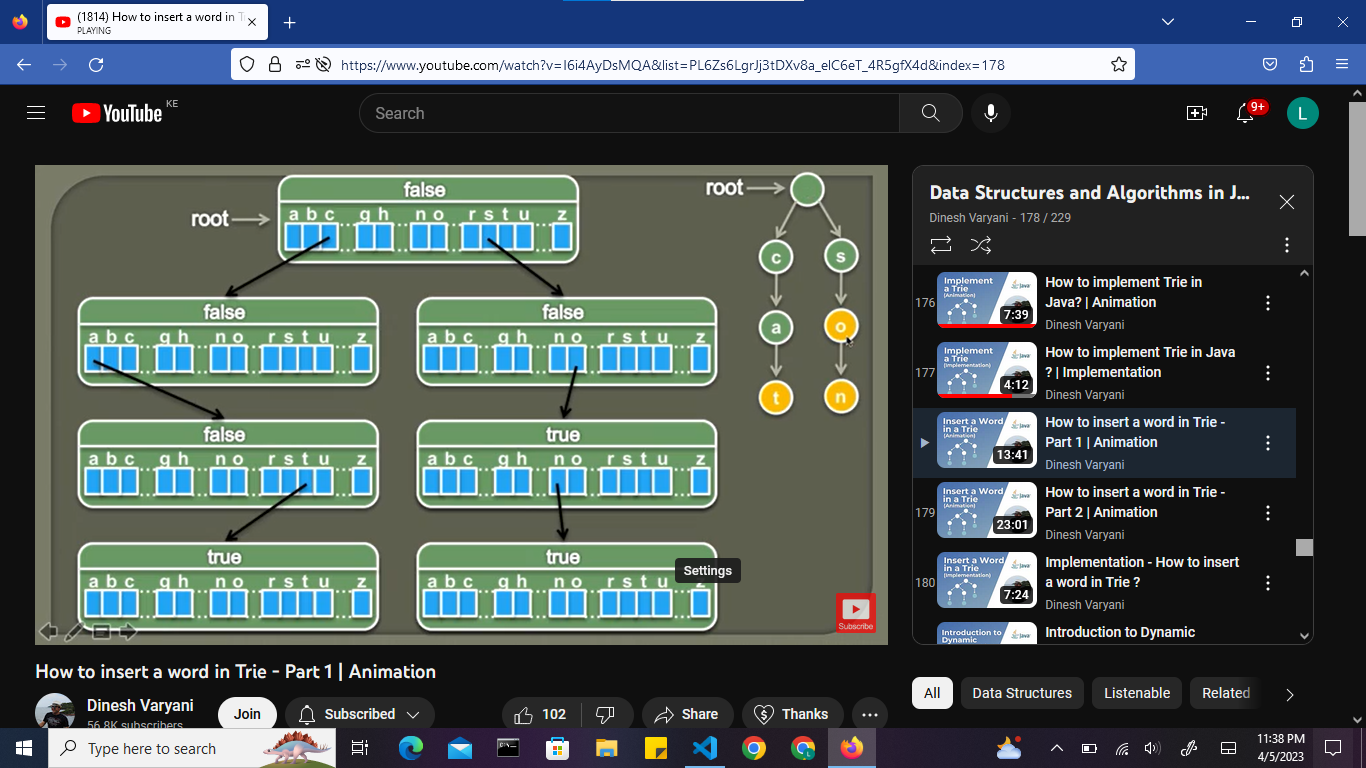 (1814) How to insert a word in T
PLAYING
https://www.youtube.com/watch?v=I6i4AyDsMQA&list=PL6Zs6LgrJj3tDXv8a_elC6eT_4R5gfX4d&index=178
YouTube KE
Search
9+
L
false
root
a b c g h n o r s t u z
false
a b c g h n o r s t u z
false
a b c g h n o r s t u z
false
a b c g h n o r s t u z
true
a b c g h n o r s t u z
true
a b c g h n o r s t u z
true
a b c g h n o r s t u z
root
c s
a o
t n
Settings
Subscribe
Data Structures and Algorithms in J...
Dinesh Varyani - 178 / 229
176
Implement
a Trie
(Animation)
7:39
How to implement Trie in
Java? | Animation
Dinesh Varyani
177
Implement
a Trie
(Implementation)
4:12
How to implement Trie in Java
? | Implementation
Dinesh Varyani
Insert a Word
in a Trie
(Animation)
13:41
How to insert a word in Trie -
Part 1 | Animation
Dinesh Varyani
179
Insert a Word
in a Trie
(Animation)
23:01
How to insert a word in Trie -
Part 2 | Animation
Dinesh Varyani
180
Insert a Word
in a Trie
(Implementation)
7:24
Implementation - How to insert
a word in Trie ?
Dinesh Varyani
Introduction to
Dynamic
Introduction to Dynamic
How to insert a word in Trie - Part 1 | Animation
Dinesh Varyani
56.8K subscribers
Join
Subscribed
102
Share
Thanks
All
Data Structures
Listenable
Related
Type here to search
11:38 PM
4/5/2023